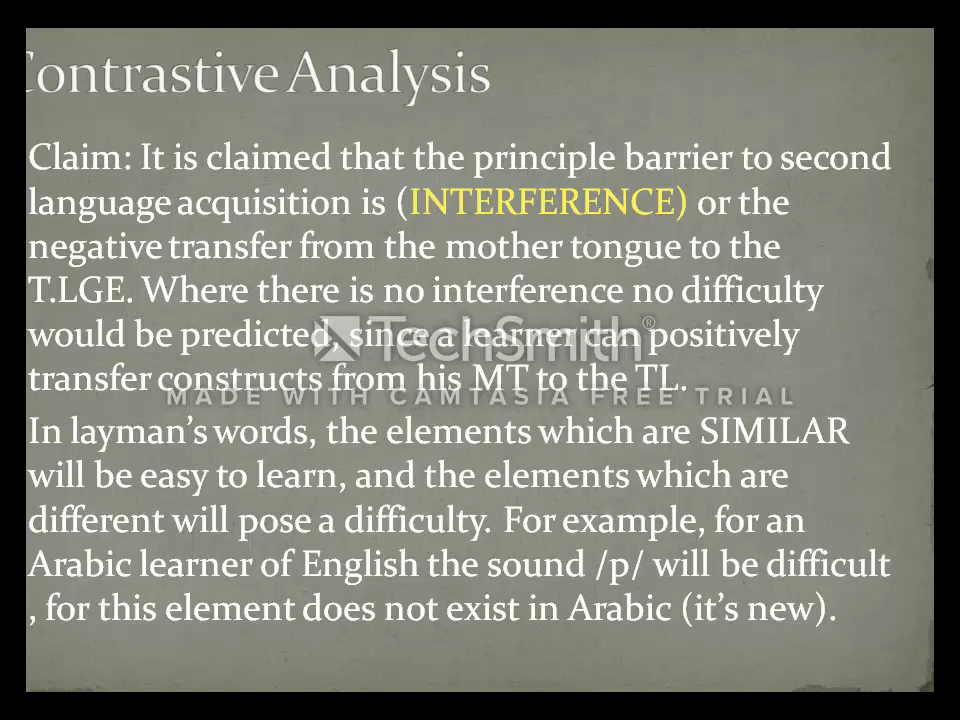 Contrastive Analysis
Claim: It is claimed that the principle barrier to second
language acquisition is (INTERFERENCE) or the
negative transfer from the mother tongue to the
T.LGE. Where there is no interference no difficulty
would be predicted, since a learner can positively
TechSmith®
transfer constructs from his MT to the TL.
MADE WITH CAMTASIA FREE TRIAL
In layman's words, the elements which are SIMILAR
will be easy to learn, and the elements which are
different will pose a difficulty. For example, for an
Arabic learner of English the sound /p/ will be difficult
, for this element does not exist in Arabic (it's new).